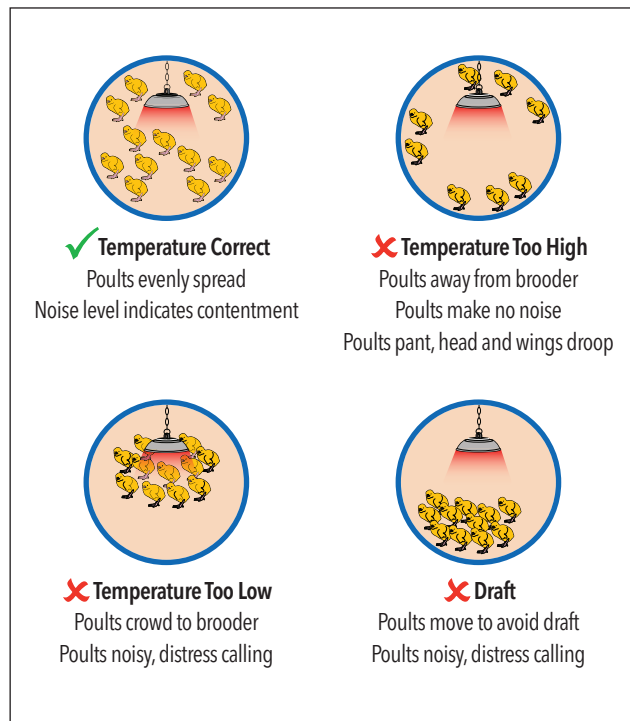 Temperature Correct
Poults evenly spread
Noise level indicates contentment
Temperature Too High
Poults away from brooder
Poults make no noise
Poults pant, head and wings droop
Temperature Too Low
Poults crowd to brooder
Poults noisy, distress calling
Draft
Poults move to avoid draft
Poults noisy, distress calling